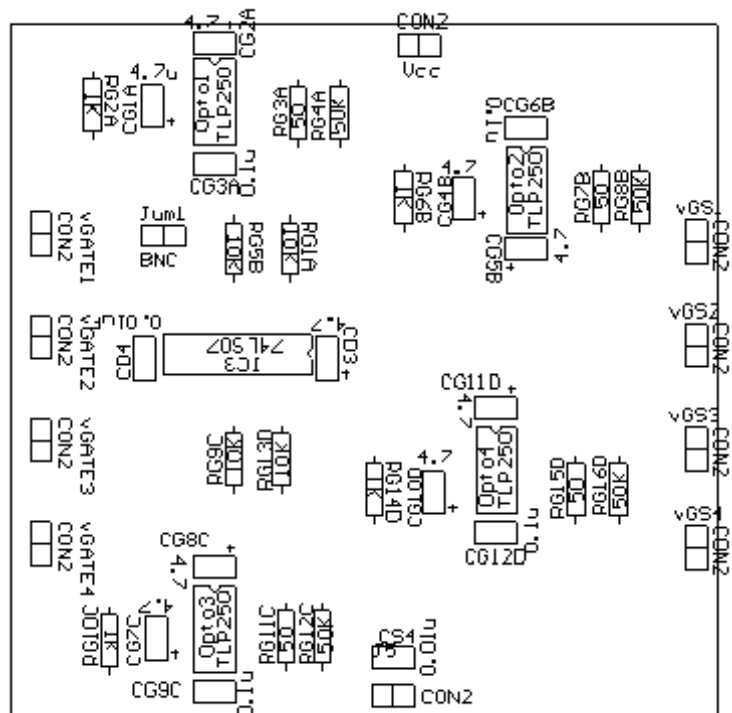 4.7
CG2A
CON2
Vcc
4.7u
RG2A
1K
CG1A
+
Opto1
TLP250
RG3A
50
RG4A
50K
0.1u
CG3A
0.1u
CG6B
RG6B
1K
4.7
CG4B
+
Opto2
TLP250
RG7B
50
RG8B
50K
CG5B
+
4.7
vGATE1
CON2
Jum1
BNC
RG5B
10K
RG1A
10K
vGS
CON2
vGATE2
CON2
0.01uF
CD4
IC3
74LS07
4.7
CD3
+
vGS2
CON2
CG11D
+
4.7
vGATE3
CON2
RG9C
10K
RG13D
10K
RG14D
1K
4.7
CG10D
+
Opto4
TLP250
RG15D
50
RG16D
50K
vGS3
CON2
0.1u
CG12D
vGATE4
CON2
CG8C
+
4.7
vGS4
CON2
RG10C
1K
4.7
CG7C
+
Opto3
TLP250
RG11C
50
RG12C
50K
CS4
0.01u
CG9C
0.1u
CON2